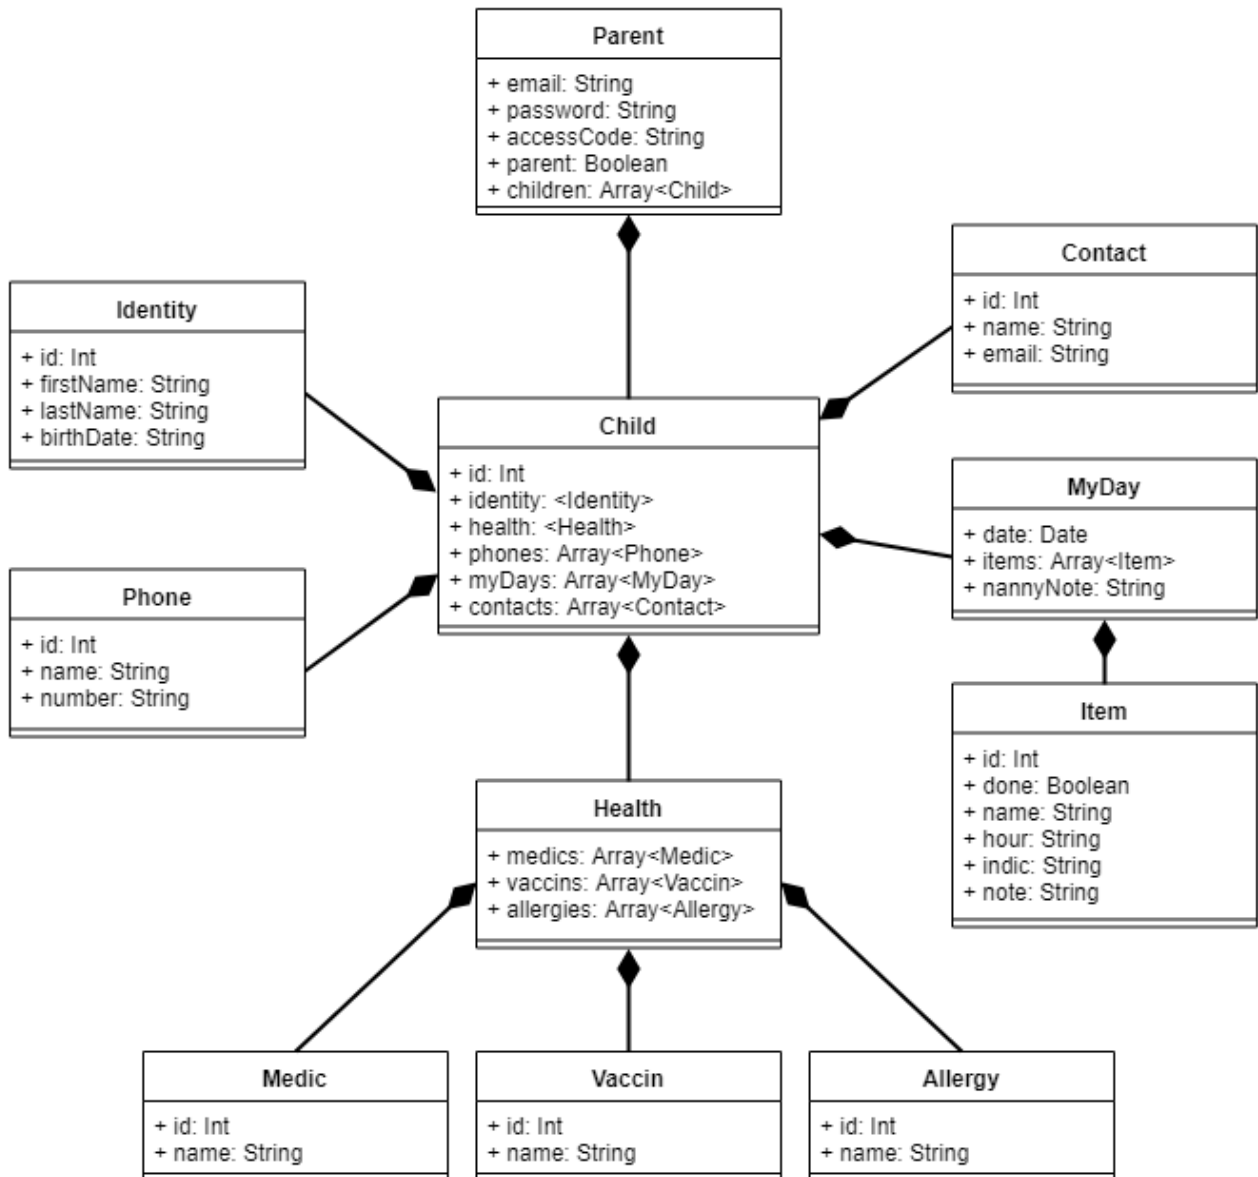 Parent
+ email: String
+ password: String
+ accessCode: String
+ parent: Boolean
+ children: Array<Child>
Contact
+ id: Int
+ name: String
+ email: String
Identity
+ id: Int
+ firstName: String
+ lastName: String
+ birthDate: String
Child
+ id: Int
+ identity: <Identity>
+ health: <Health>
+ phones: Array<Phone>
+ myDays: Array<MyDay>
+ contacts: Array<Contact>
MyDay
+ date: Date
+ items: Array<Item>
+ nannyNote: String
Phone
+ id: Int
+ name: String
+ number: String
Item
+ id: Int
+ done: Boolean
+ name: String
+ hour: String
+ indic: String
+ note: String
Health
+ medics: Array<Medic>
+ vaccins: Array<Vaccin>
+ allergies: Array<Allergy>
Medic
+ id: Int
+ name: String
Vaccin
+ id: Int
+ name: String
Allergy
+ id: Int
+ name: String